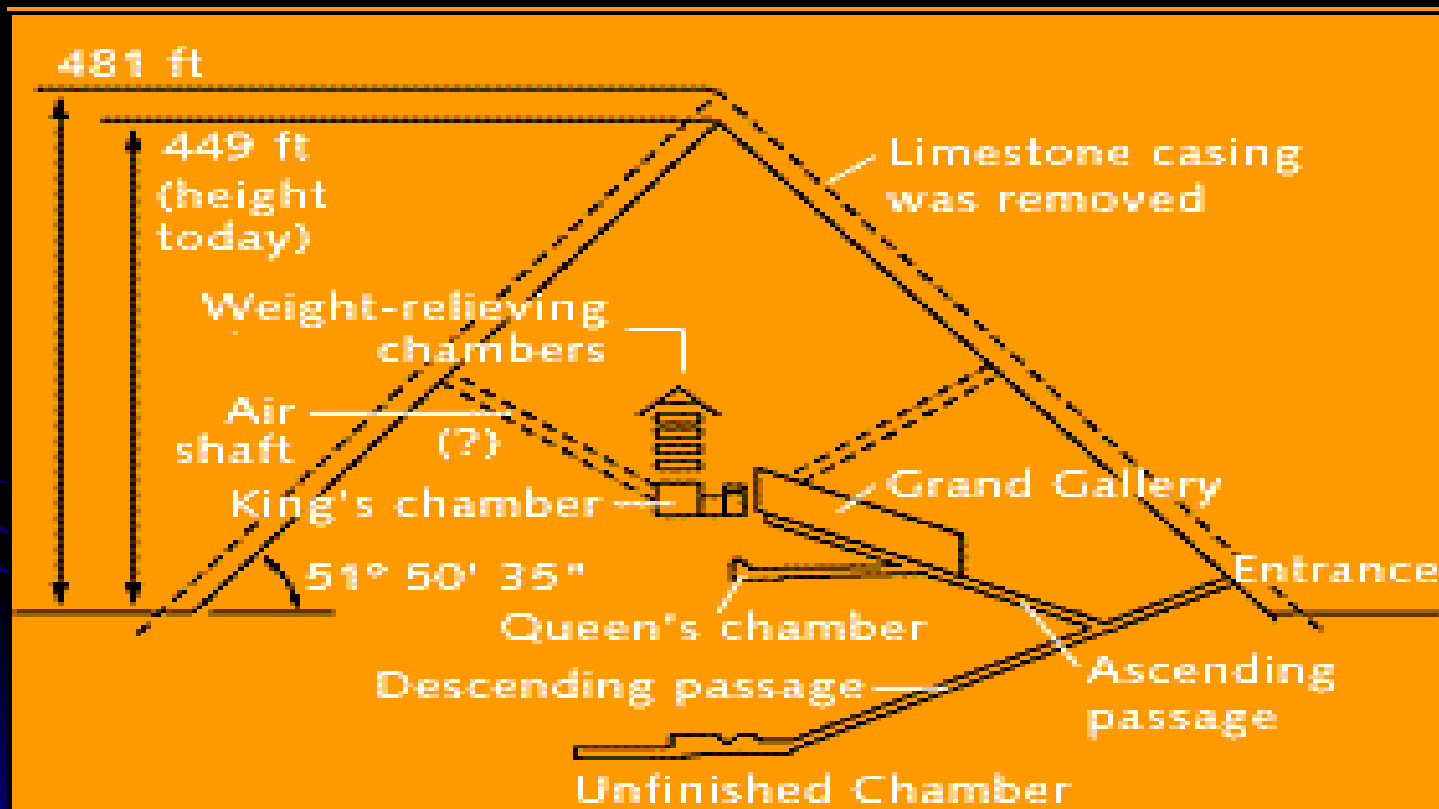 481 ft
449 ft
(height
today)
Limestone casing
was removed
Weight-relieving
chambers
Air
shaft
(?)
King's chamber
Grand Gallery
51º 50' 35"
Entrance
Queen's chamber
Descending passage
Ascending
passage
Unfinished Chamber